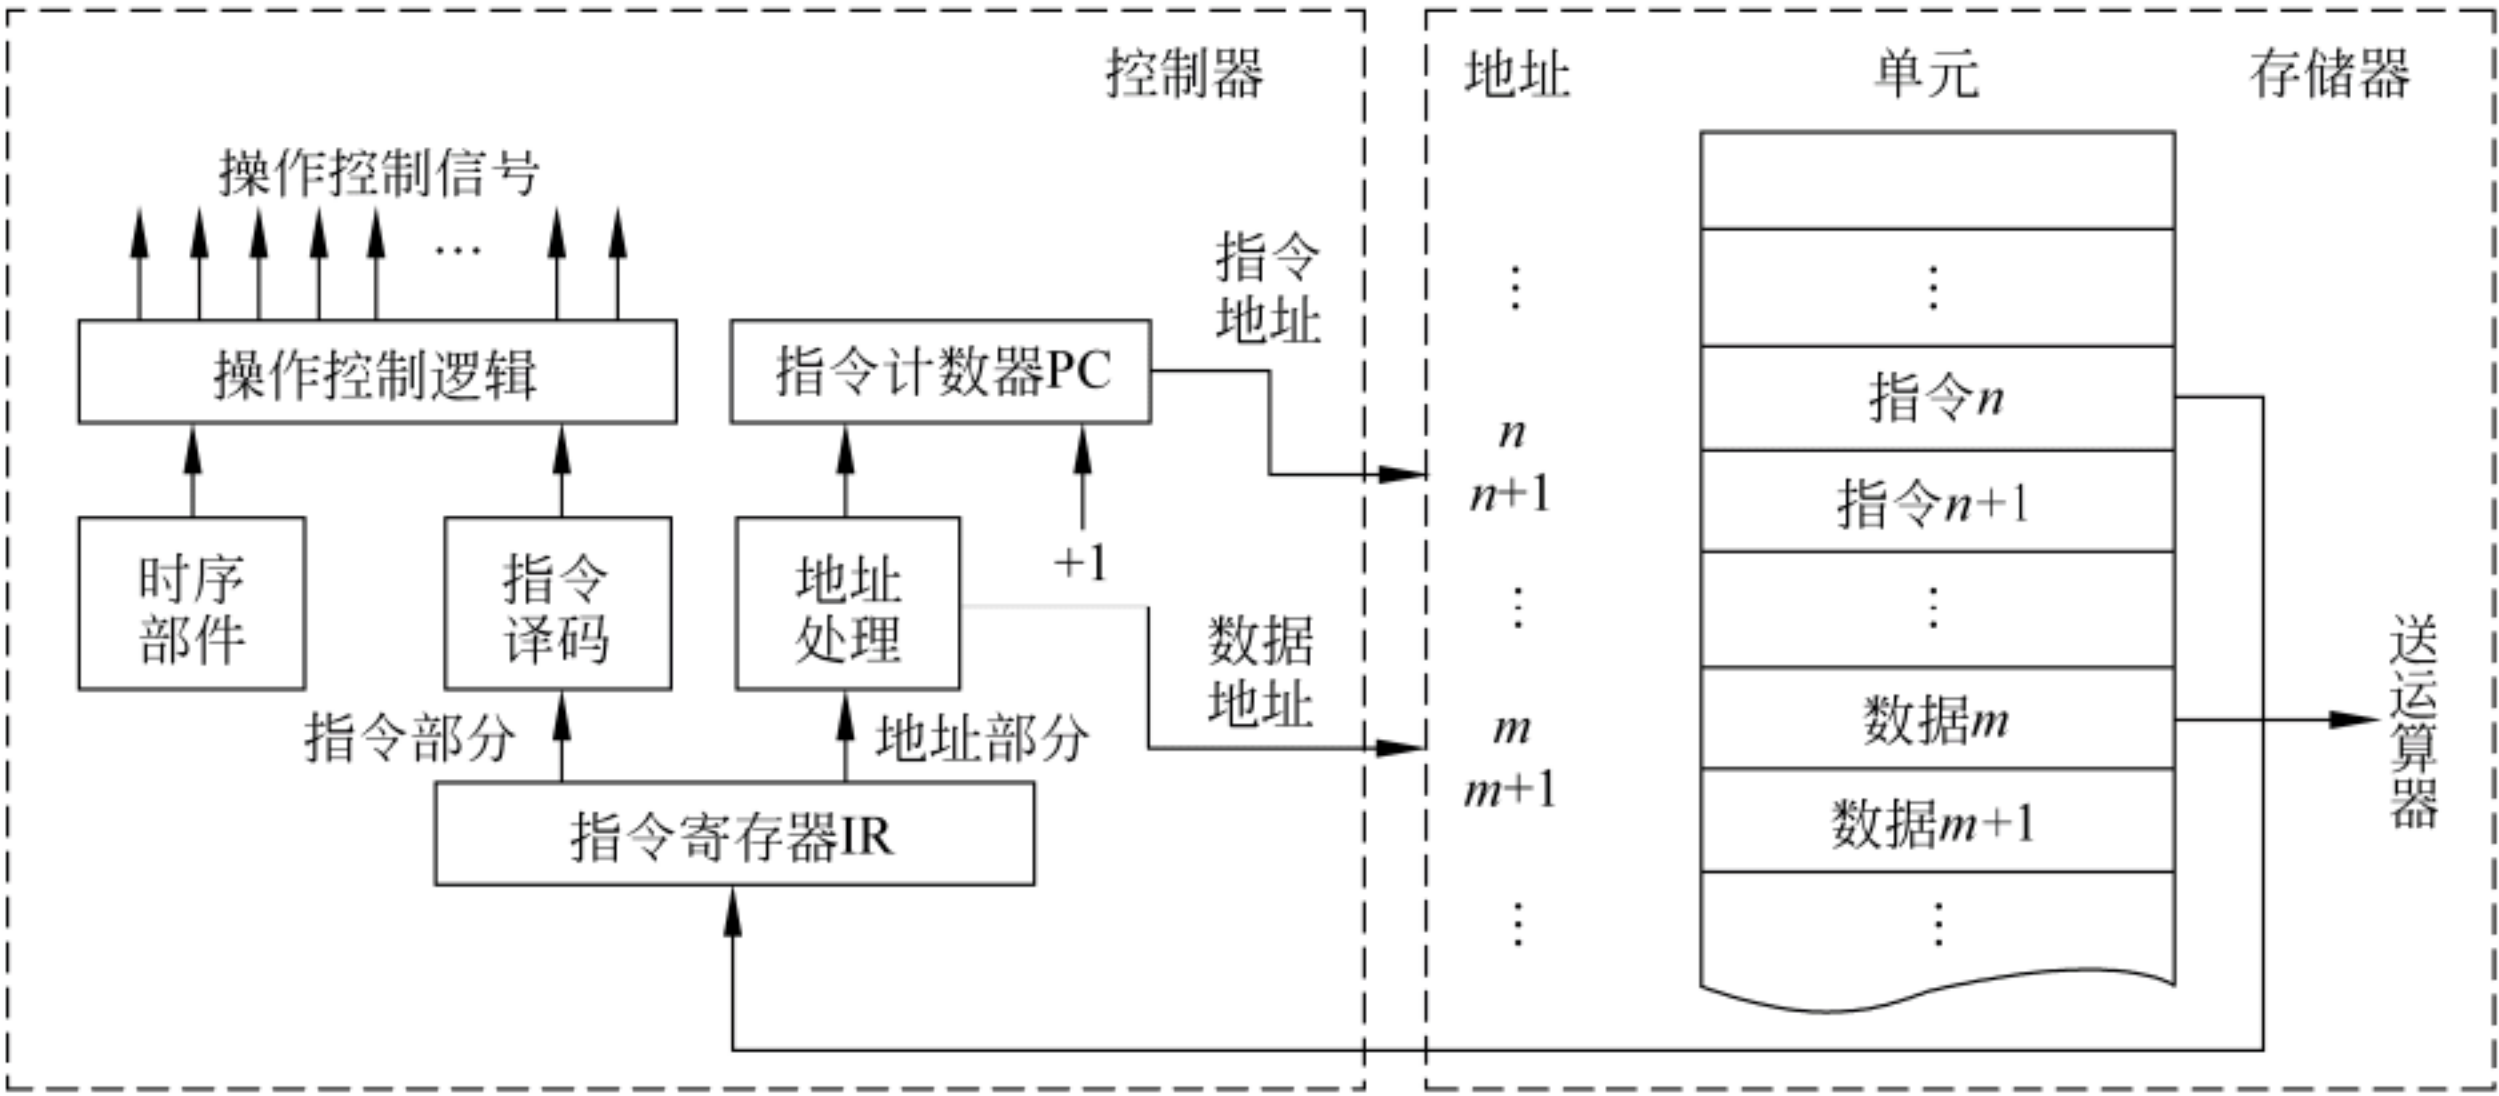 控制器
操作控制信号
…
操作控制逻辑
指令计数器PC
指令
地址
时序
部件
指令
译码
地址
处理
+1
数据
地址
指令部分
地址部分
指令寄存器IR
地址
单元
存储器
⋮
⋮
n
指令n
n+1
指令n+1
⋮
⋮
m
数据m
m+1
数据m+1
⋮
⋮
送运算器